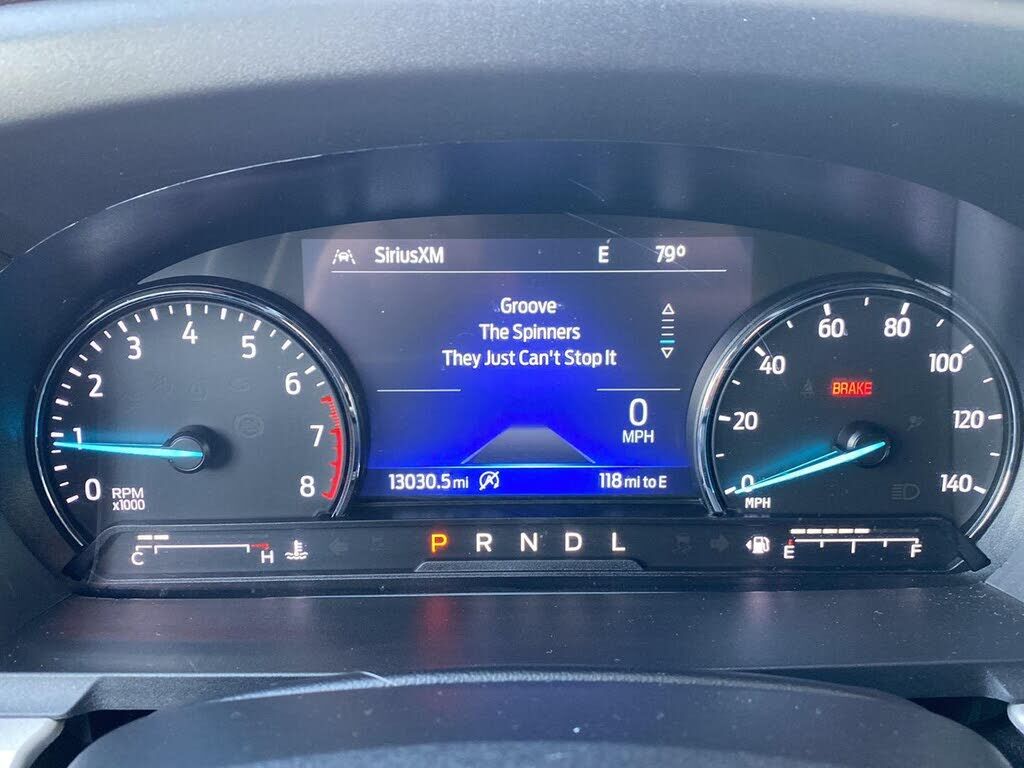 SiriusXM E 79°
Groove
The Spinners
They Just Can't Stop It
0
MPH
13030.5 mi
118 mi to E
0 1 2 3 4 5 6 7 8
RPM
x1000
0 20 40 60 80 100 120 140
BRAKE
MPH
C H
P R N D L
E F